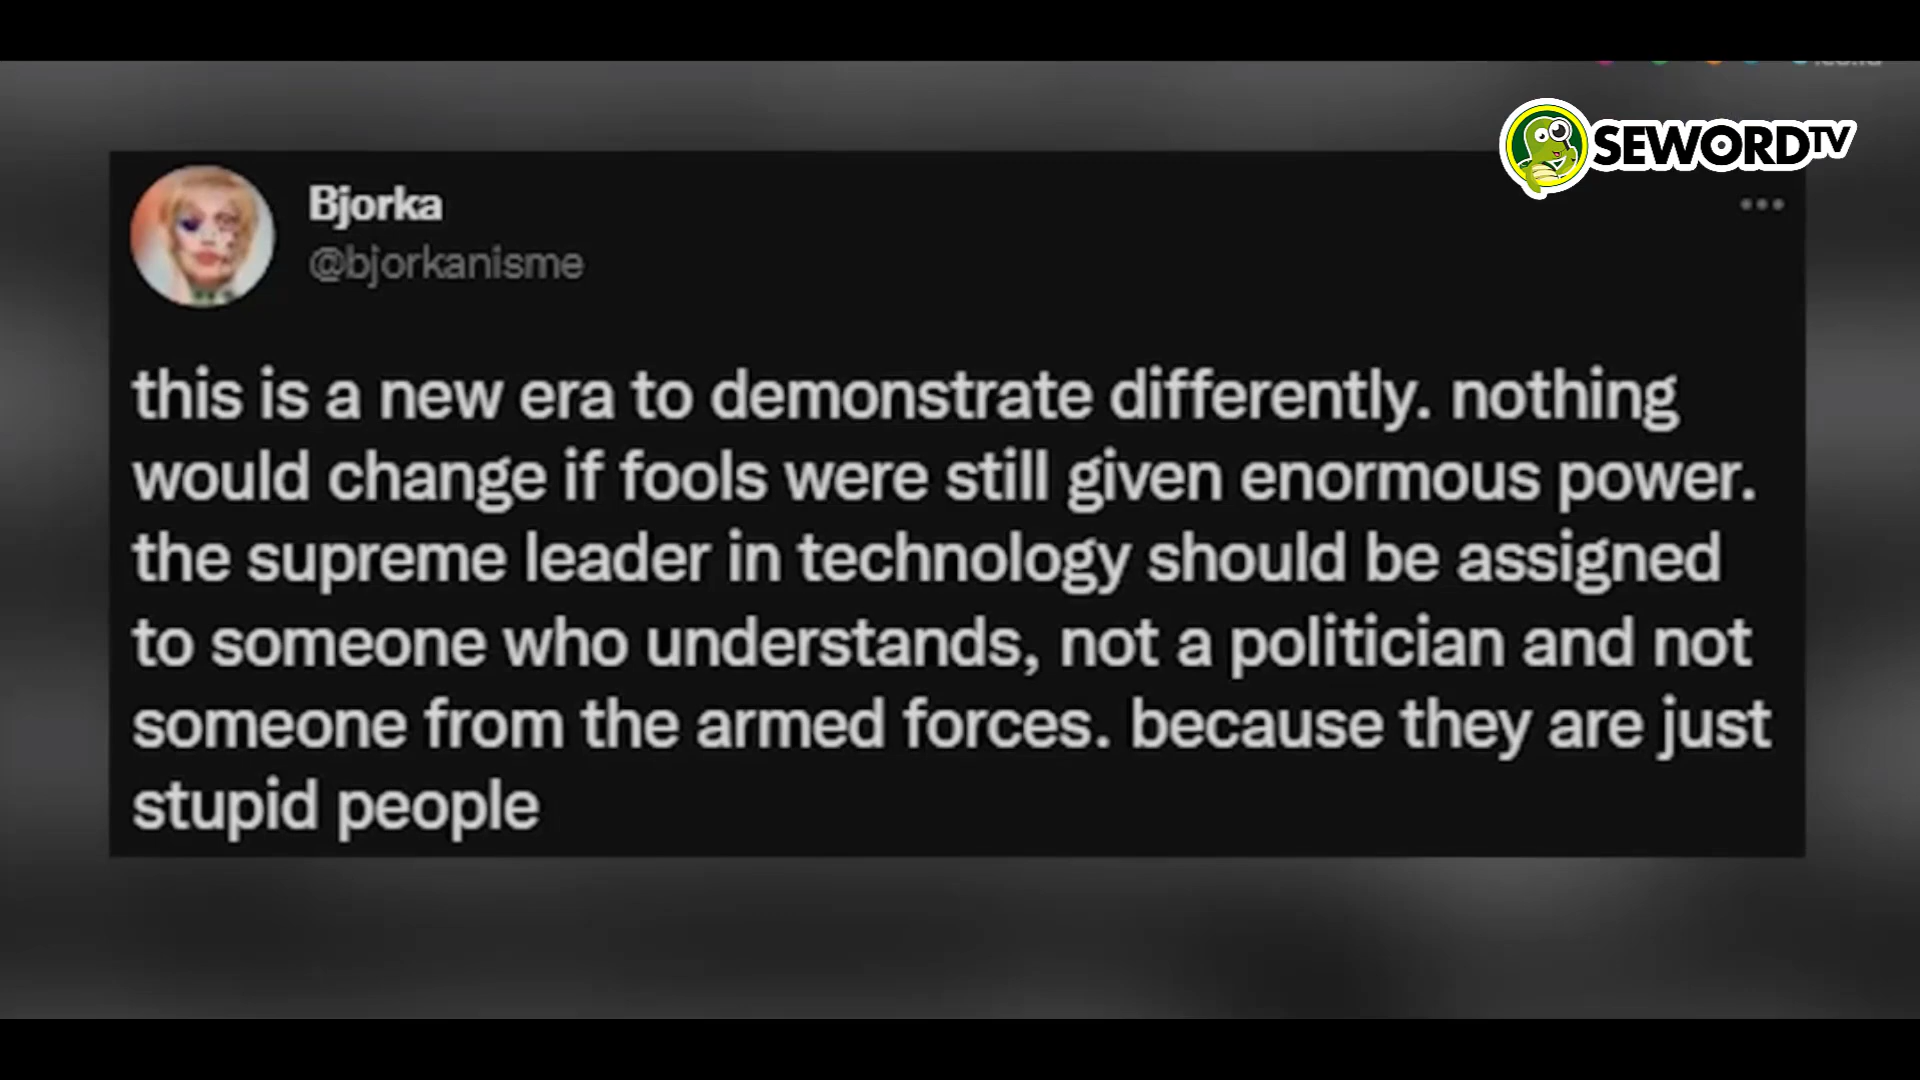 SEWORDTV
Bjorka
@bjorkanisme
this is a new era to demonstrate differently. nothing
would change if fools were still given enormous power.
the supreme leader in technology should be assigned
to someone who understands, not a politician and not
someone from the armed forces. because they are just
stupid people